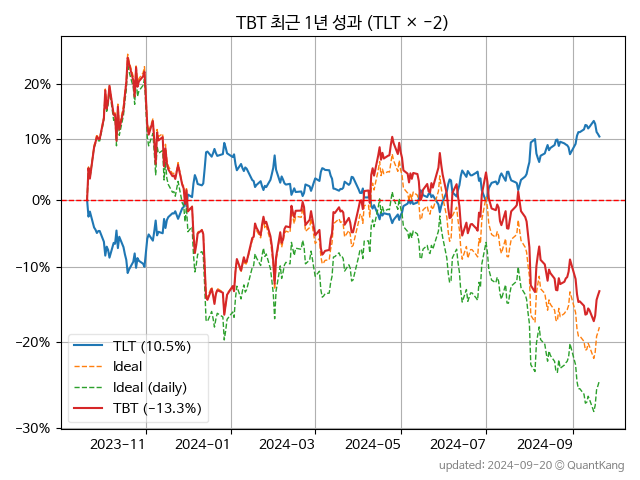 TBT 최근 1년 성과 (TLT × −2)
20%
10%
0%
−10%
−20%
−30%
TLT (10.5%)
Ideal
Ideal (daily)
TBT (−13.3%)
2023−11
2024−01
2024−03
2024−05
2024−07
2024−09
updated: 2024-09-20 © QuantKang